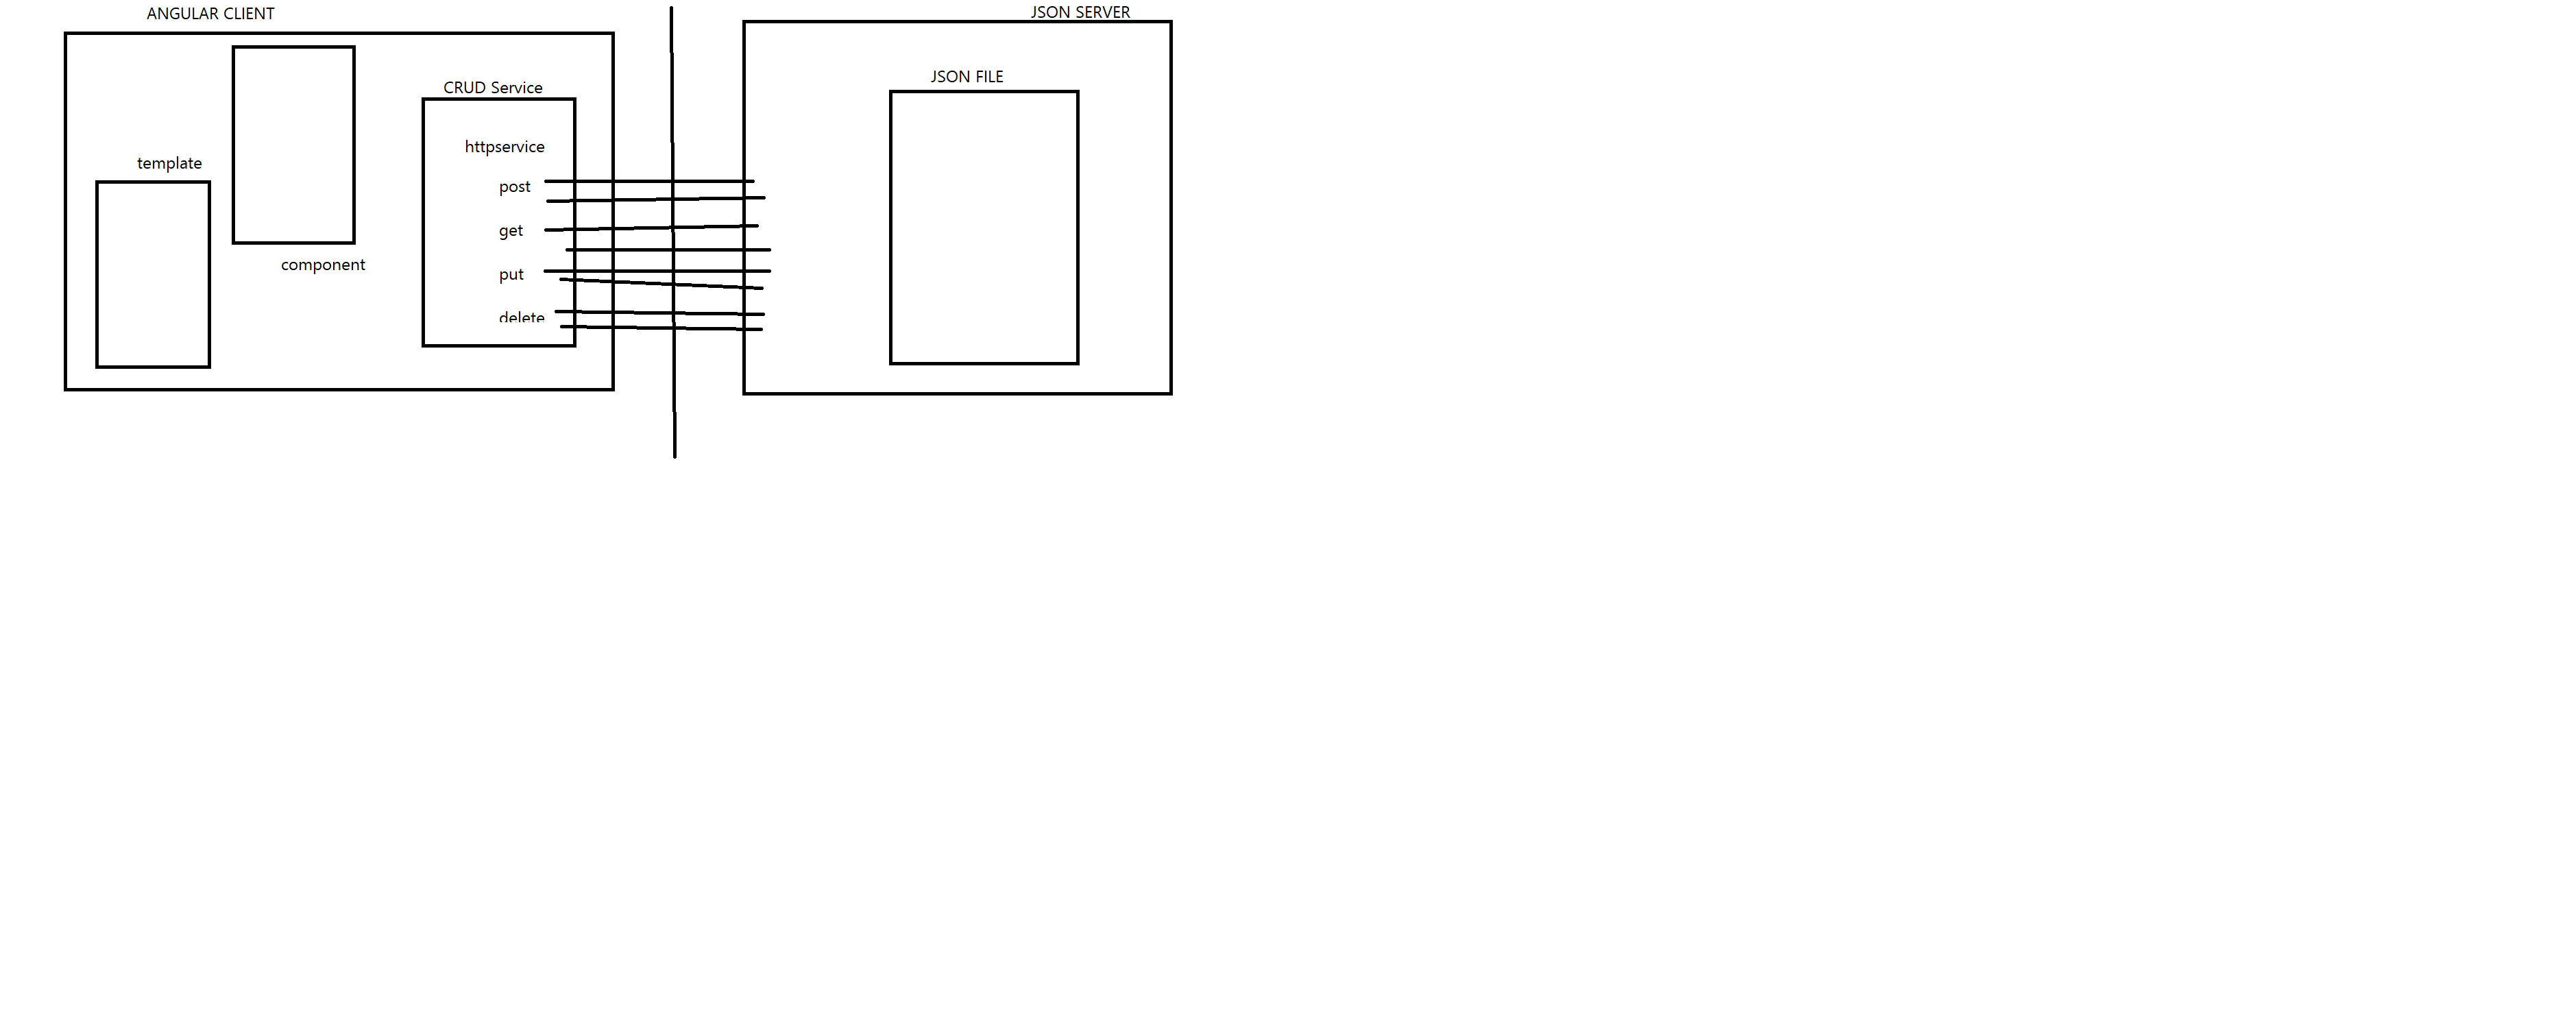 ANGULAR CLIENT
template
component
CRUD Service
httpservice
post
get
put
delete
JSON SERVER
JSON FILE